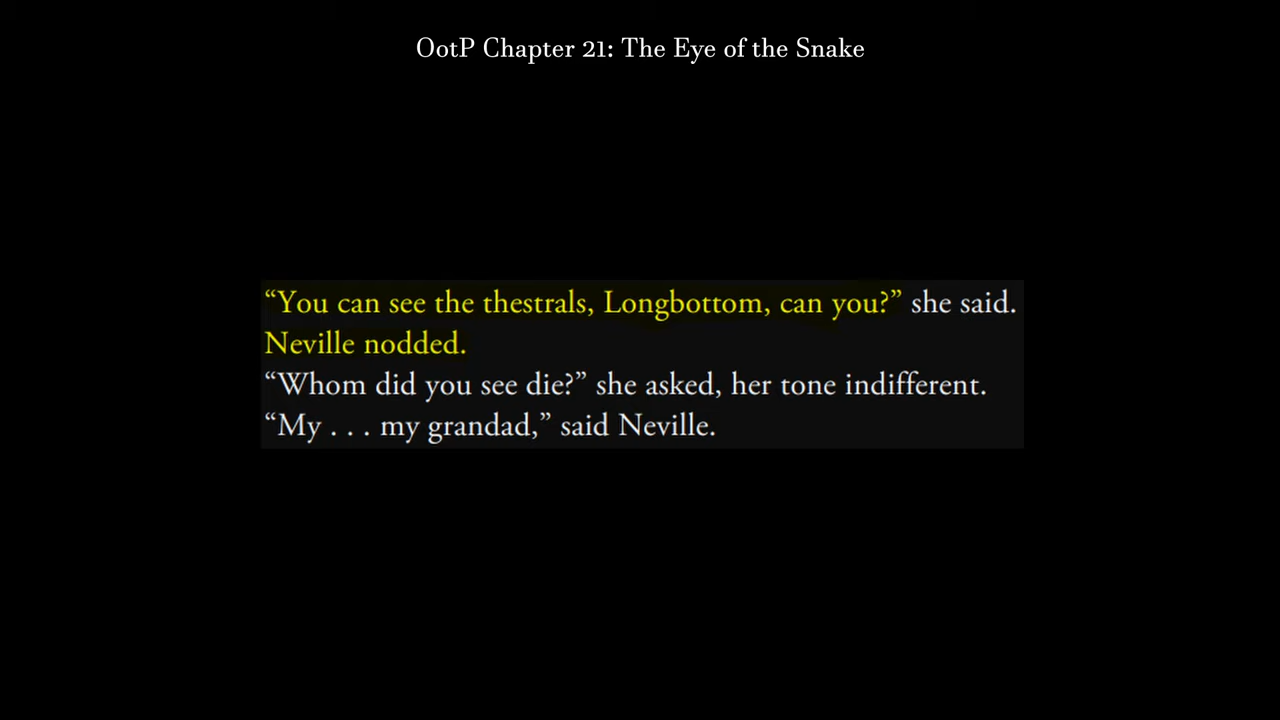 OotP Chapter 21: The Eye of the Snake
“You can see the thestrals, Longbottom, can you?” she said.
Neville nodded.
“Whom did you see die?” she asked, her tone indifferent.
“My . . . my grandad,” said Neville.